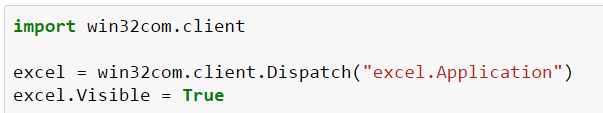 import win32com.client
excel = win32com.client.Dispatch("excel.Application")
excel.Visible = True